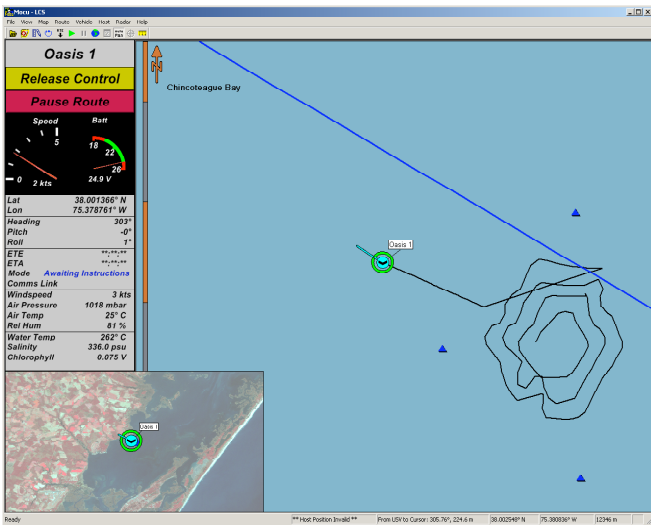 Mocu - LCS
File View Map Route Vehicle Host Radar Help
Oasis 1
Release Control
Pause Route
Speed Batt
5 18 22 26
0 2 kts 24.9 V
Lat 38.001366° N
Lon 75.378761° W
Heading 303°
Pitch -0°
Roll 1°
ETE **:**:**
ETA **:**:**
Mode Awaiting Instructions
Comms Link
Windspeed 3 kts
Air Pressure 1018 mbar
Air Temp 25° C
Rel Hum 61 %
Water Temp 262° C
Salinity 336.0 psu
Chlorophyll 0.075 V
N
Chincoteague Bay
Oasis 1
Oasis 1
Ready ** Host Position Invalid ** From USV to Cursor: 305.76°, 224.6 m 38.002548° N 75.380836° W 12346 m